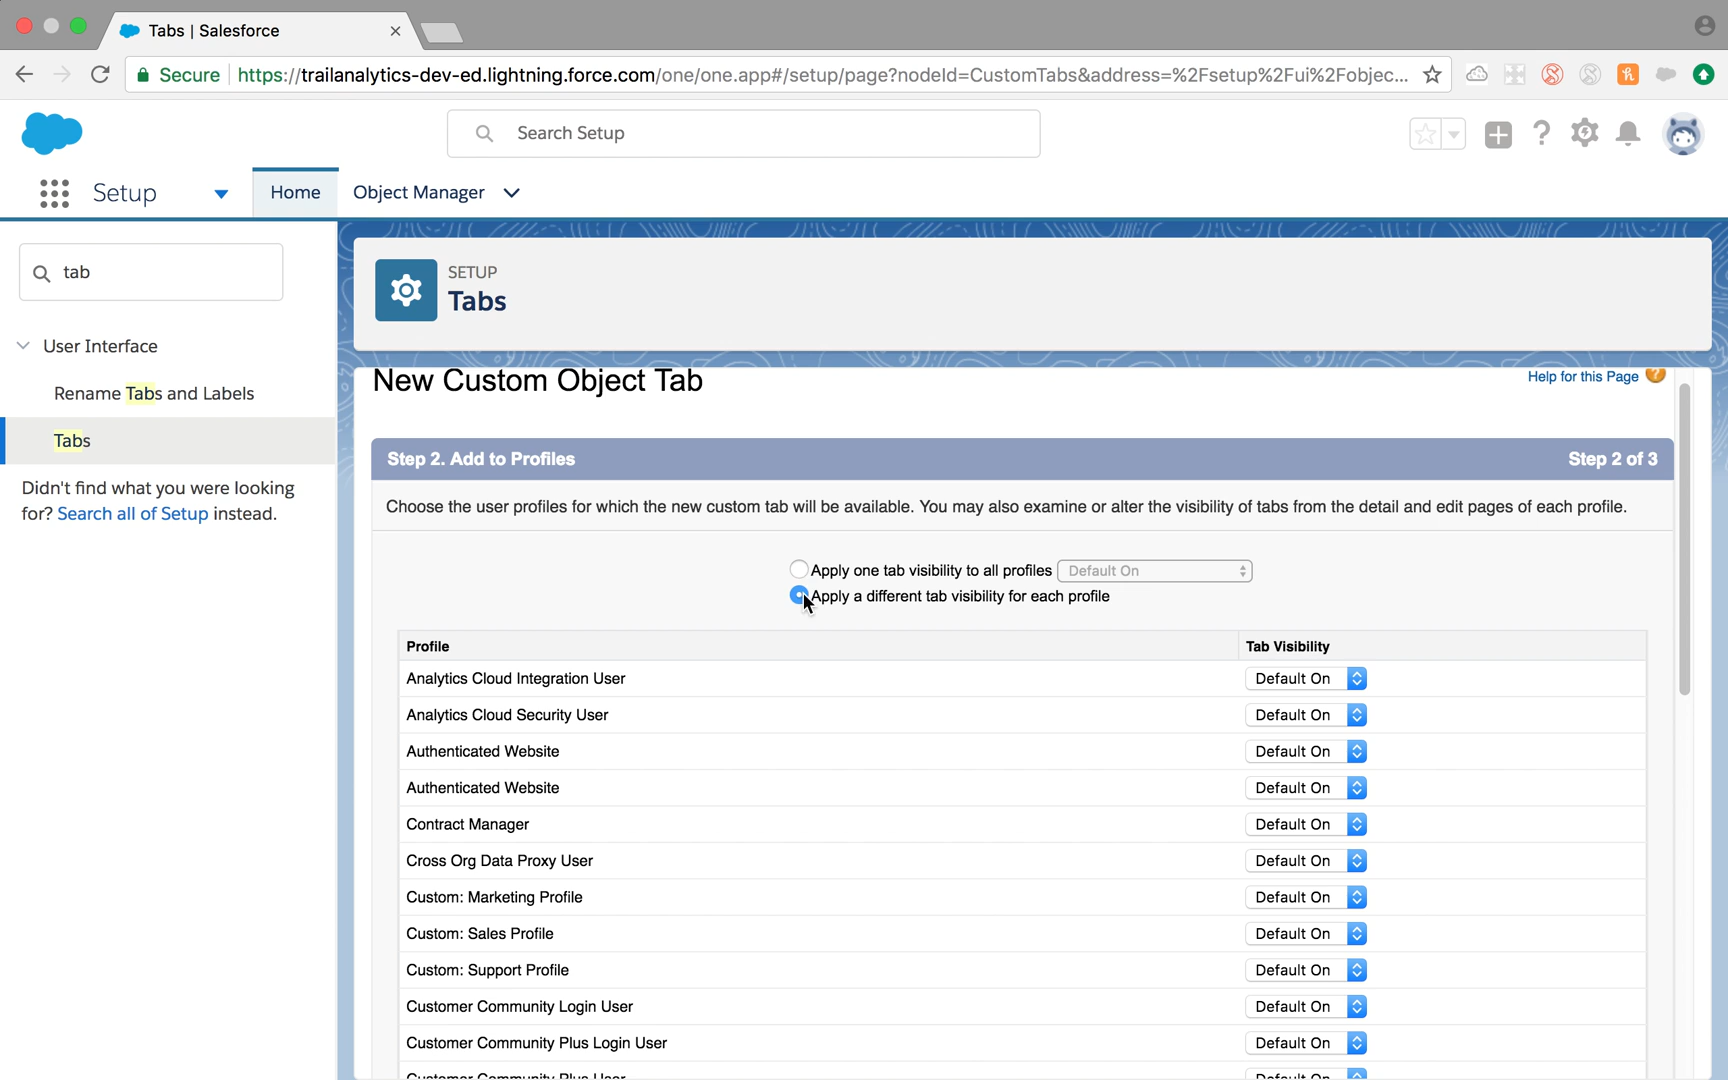 Tabs | Salesforce
Secure https://trailanalytics-dev-ed.lightning.force.com/one/one.app#/setup/page?nodeId=CustomTabs&address=%2Fsetup%2Fui%2Fobjec...
Search Setup
Setup
Home
Object Manager
tab
User Interface
Rename Tabs and Labels
Tabs
Didn't find what you were looking
for? Search all of Setup instead.
SETUP
Tabs
New Custom Object Tab
Help for this Page
Step 2. Add to Profiles
Step 2 of 3
Choose the user profiles for which the new custom tab will be available. You may also examine or alter the visibility of tabs from the detail and edit pages of each profile.
Apply one tab visibility to all profiles Default On
Apply a different tab visibility for each profile
Profile Tab Visibility
Analytics Cloud Integration User Default On
Analytics Cloud Security User Default On
Authenticated Website Default On
Authenticated Website Default On
Contract Manager Default On
Cross Org Data Proxy User Default On
Custom: Marketing Profile Default On
Custom: Sales Profile Default On
Custom: Support Profile Default On
Customer Community Login User Default On
Customer Community Plus Login User Default On
Customer Community Plus User Default On